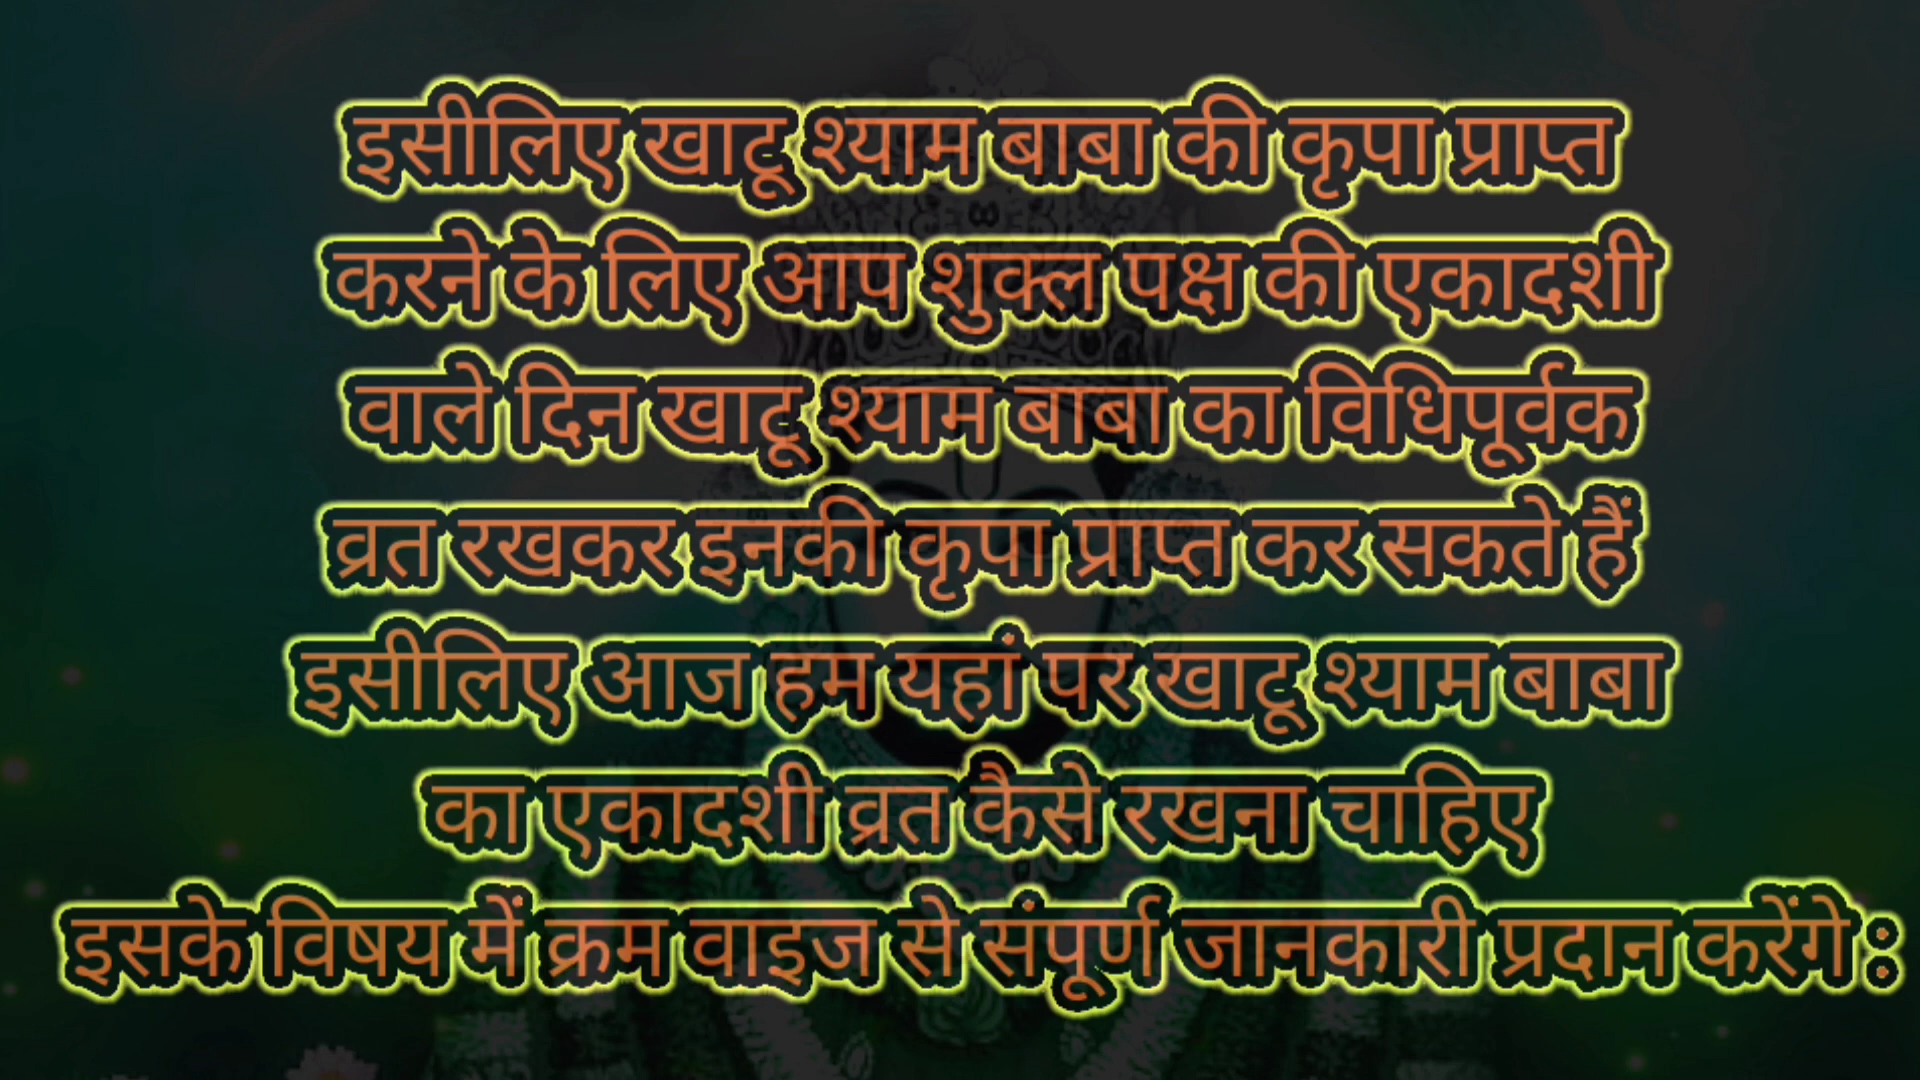 इसीलिए खाटू श्याम बाबा की कृपा प्राप्त
करने के लिए आप शुक्ल पक्ष की एकादशी
वाले दिन खाटू श्याम बाबा का विधिपूर्वक
व्रत रखकर इनकी कृपा प्राप्त कर सकते हैं
इसीलिए आज हम यहां पर खाटू श्याम बाबा
का एकादशी व्रत कैसे रखना चाहिए
इसके विषय में क्रम वाइज से संपूर्ण जानकारी प्रदान करेंगे :